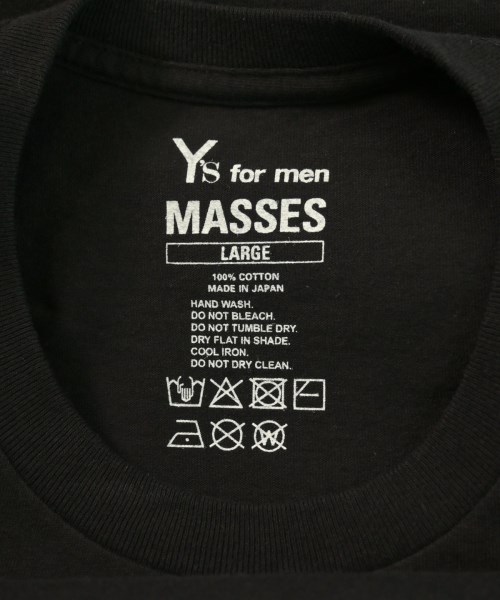 Y's for men
MASSES
LARGE
100% COTTON
MADE IN JAPAN
HAND WASH.
DO NOT BLEACH.
DO NOT TUMBLE DRY.
DRY FLAT IN SHADE.
COOL IRON.
DO NOT DRY CLEAN.
W